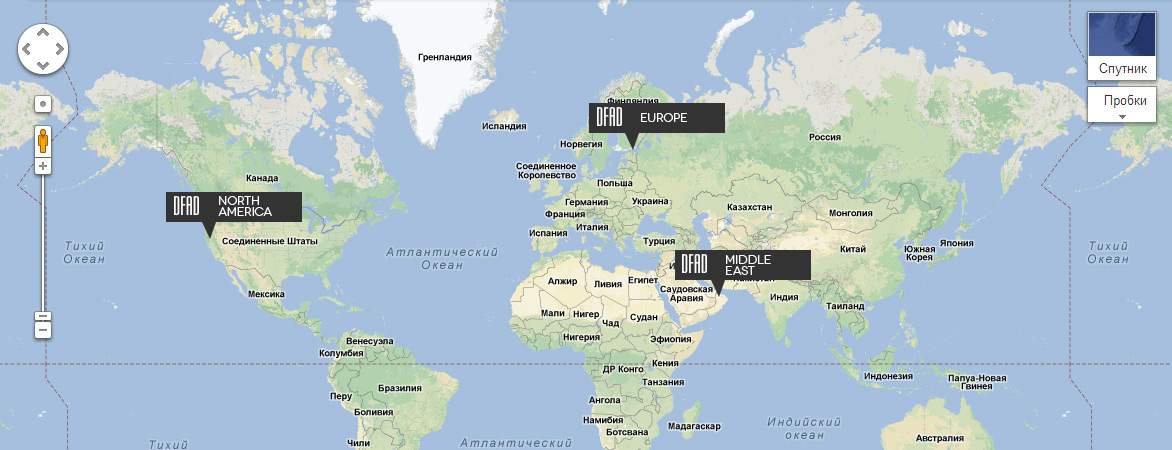 Гренландия
Спутник
Пробки
Исландия
Финляндия
DFAD EUROPE
Норвегия
Россия
Соединенное
Королевство
Канада
Польша
Германия
Украина
Казахстан
DFAD NORTH
AMERICA
Франция
Монголия
Испания
Италия
Турция
Соединенные Штаты
Тихий
Океан
Атлантический
Океан
Китай
Южная
Корея
Япония
Тихий
Океан
DFAD MIDDLE
EAST
Алжир
Ливия
Египет
Саудовская
Аравия
Мексика
Индия
Таиланд
Мали
Нигер
Чад
Судан
Нигерия
Эфиопия
Венесуэла
Колумбия
ДР Конго
Кения
Танзания
Индонезия
Папуа-Новая
Гвинея
Перу
Бразилия
Ангола
Боливия
Намибия
Ботсвана
Мадагаскар
Индийский
океан
Австралия
Чили
Тихий
Атлантический